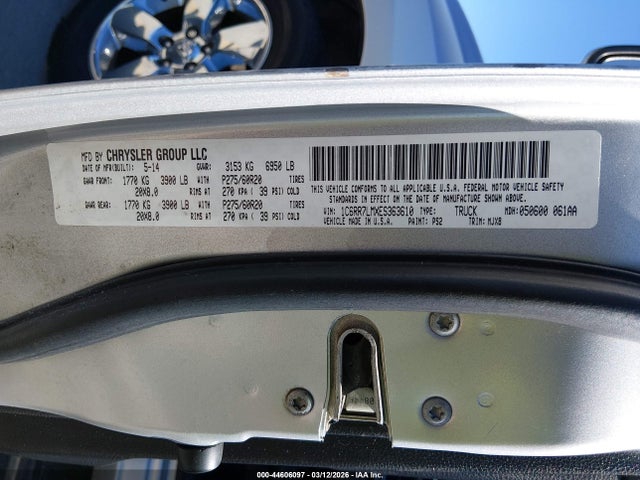 MFD BY CHRYSLER GROUP LLC
DATE OF MFR(BUILT): 5-14 GVWR: 3153 KG 6950 LB
GAWR FRONT: 1770 KG 3900 LB WITH P275/60R20 TIRES
20X8.0 RIMS AT 270 KPA ( 39 PSI) COLD
GAWR REAR: 1770 KG 3900 LB WITH P275/60R20 TIRES
20X8.0 RIMS AT 270 KPA ( 39 PSI) COLD
THIS VEHICLE CONFORMS TO ALL APPLICABLE U.S.A. FEDERAL MOTOR VEHICLE SAFETY
STANDARDS IN EFFECT ON THE DATE OF MANUFACTURE SHOWN ABOVE.
VIN: 1C6RR7LMXES363610 TYPE: TRUCK MDH: 050600 061AA
VEHICLE MADE IN U.S.A. PAINT: PS2 TRIM: MJX8
000-44606097 - 03/12/2026 - IAAI.COM